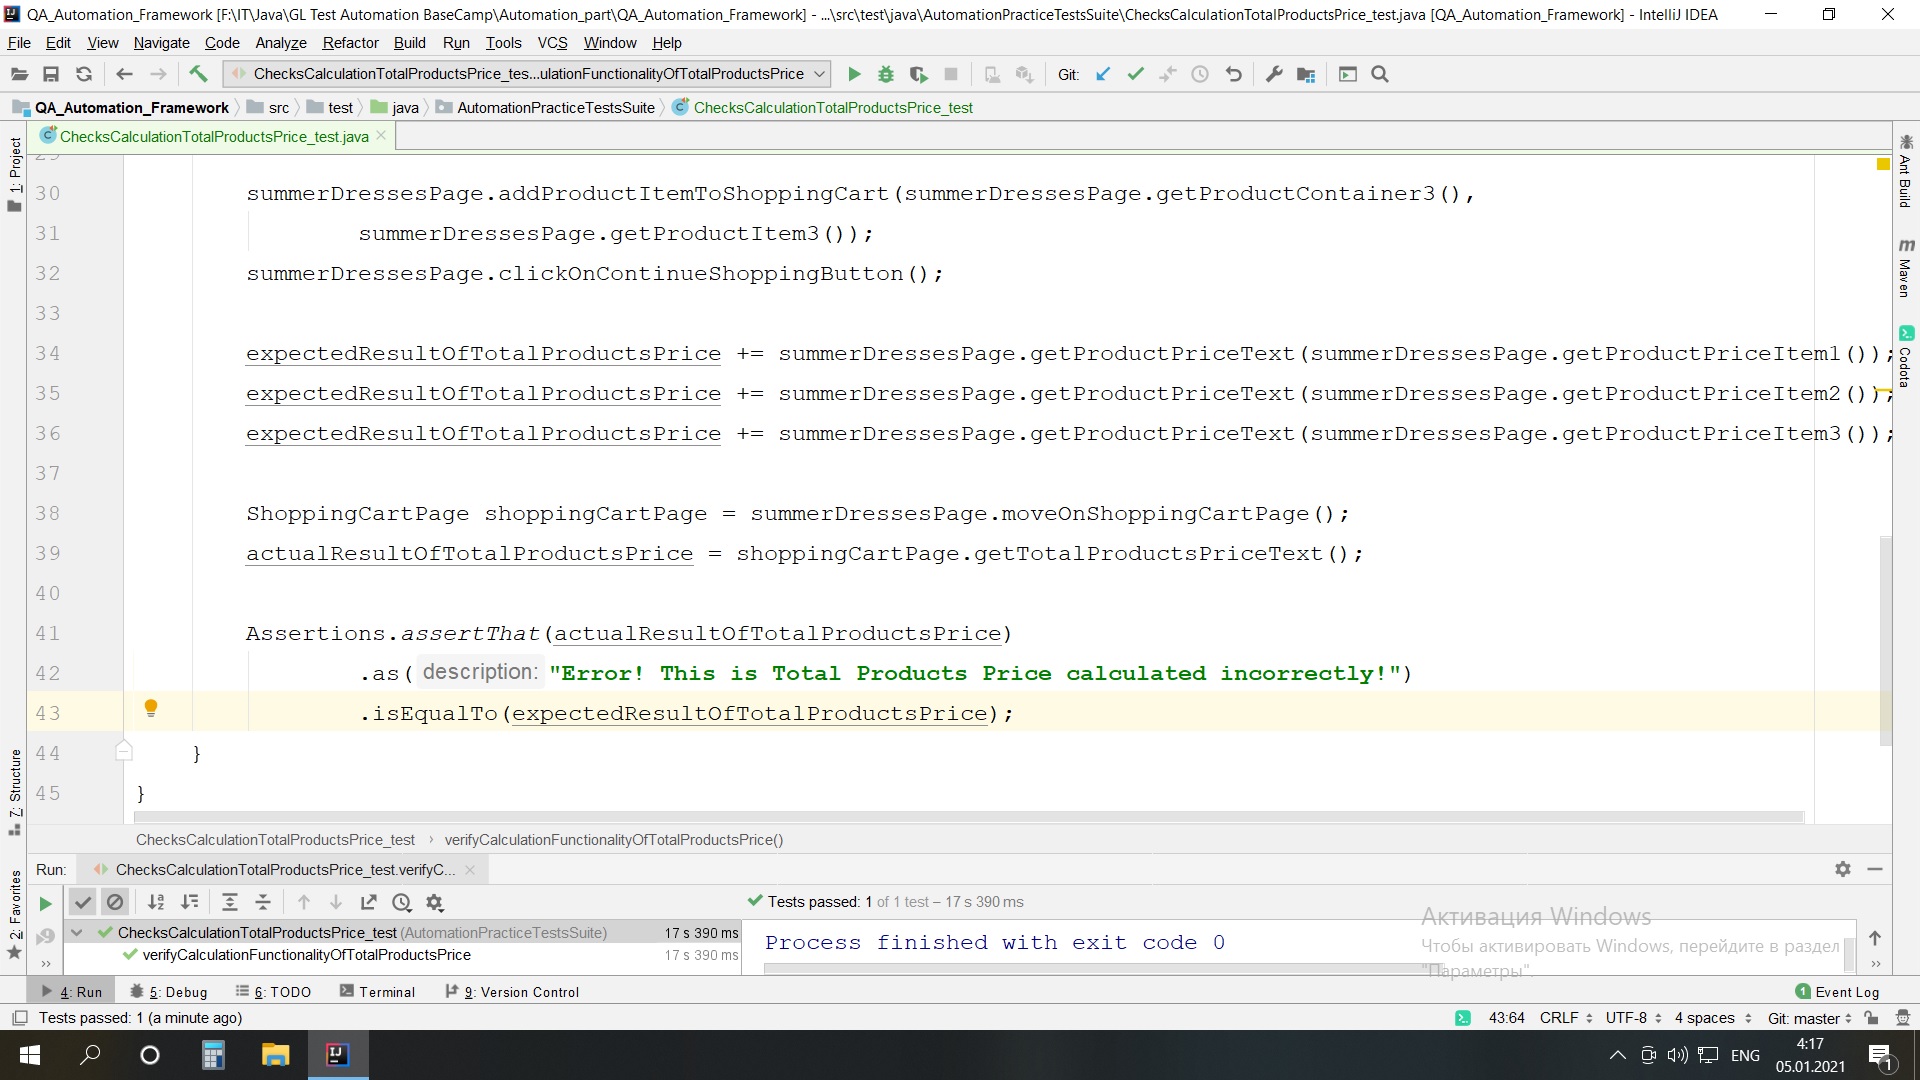 QA_Automation_Framework [F:\IT\Java\GL Test Automation BaseCamp\Automation_part\QA_Automation_Framework] - ...\src\test\java\AutomationPracticeTestsSuite\ChecksCalculationTotalProductsPrice_test.java [QA_Automation_Framework] - IntelliJ IDEA
File Edit View Navigate Code Analyze Refactor Build Run Tools VCS Window Help
ChecksCalculationTotalProductsPrice_tes...ulationFunctionalityOfTotalProductsPrice Git:
QA_Automation_Framework src test java AutomationPracticeTestsSuite ChecksCalculationTotalProductsPrice_test
ChecksCalculationTotalProductsPrice_test.java
1: Project
7: Structure
2: Favorites
Ant Build
Maven
Codota
30 summerDressesPage.addProductItemToShoppingCart(summerDressesPage.getProductContainer3(),
31 summerDressesPage.getProductItem3());
32 summerDressesPage.clickOnContinueShoppingButton();
33
34 expectedResultOfTotalProductsPrice += summerDressesPage.getProductPriceText(summerDressesPage.getProductPriceItem1());
35 expectedResultOfTotalProductsPrice += summerDressesPage.getProductPriceText(summerDressesPage.getProductPriceItem2());
36 expectedResultOfTotalProductsPrice += summerDressesPage.getProductPriceText(summerDressesPage.getProductPriceItem3());
37
38 ShoppingCartPage shoppingCartPage = summerDressesPage.moveOnShoppingCartPage();
39 actualResultOfTotalProductsPrice = shoppingCartPage.getTotalProductsPriceText();
40
41 Assertions.assertThat(actualResultOfTotalProductsPrice)
42 .as( description: "Error! This is Total Products Price calculated incorrectly!")
43 .isEqualTo(expectedResultOfTotalProductsPrice);
44 }
45 }
ChecksCalculationTotalProductsPrice_test › verifyCalculationFunctionalityOfTotalProductsPrice()
Run: ChecksCalculationTotalProductsPrice_test.verifyC...
Tests passed: 1 of 1 test – 17 s 390 ms
ChecksCalculationTotalProductsPrice_test (AutomationPracticeTestsSuite) 17 s 390 ms
verifyCalculationFunctionalityOfTotalProductsPrice 17 s 390 ms
Process finished with exit code 0
Активация Windows
Чтобы активировать Windows, перейдите в раздел
"Параметры".
4: Run 5: Debug 6: TODO Terminal 9: Version Control 1 Event Log
Tests passed: 1 (a minute ago) 43:64 CRLF UTF-8 4 spaces Git: master
ENG 4:17
05.01.2021 1